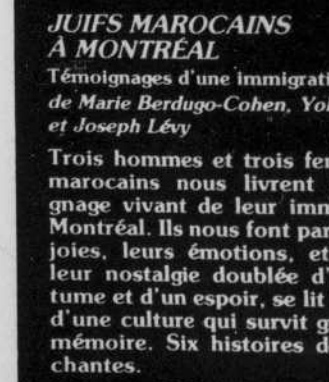 JUIFS MAROCAINS
À MONTRÉAL
Témoignages d'une immigrati
de Marie Berdugo-Cohen, Yo
et Joseph Lévy
Trois hommes et trois fem
marocains nous livrent
gnage vivant de leur imm
Montréal. Ils nous font par
joies, leurs émotions, et
leur nostalgie doublée d'
tume et d'un espoir, se lit
d'une culture qui survit g
mémoire. Six histoires d
chantes.